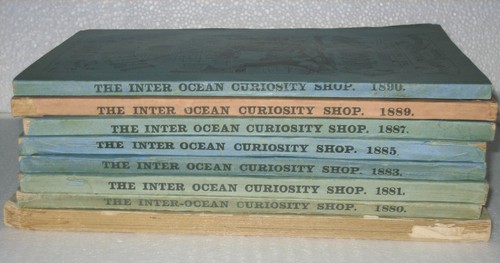 THE INTER OCEAN CURIOSITY SHOP. 1890.
THE INTER OCEAN CURIOSITY SHOP. 1889.
THE INTER OCEAN CURIOSITY SHOP. 1887.
THE INTER OCEAN CURIOSITY SHOP. 1885
THE INTER OCEAN CURIOSITY SHOP. 1883.
THE INTER OCEAN CURIOSITY SHOP. 1881.
THE INTER-OCEAN CURIOSITY SHOP. 1880.